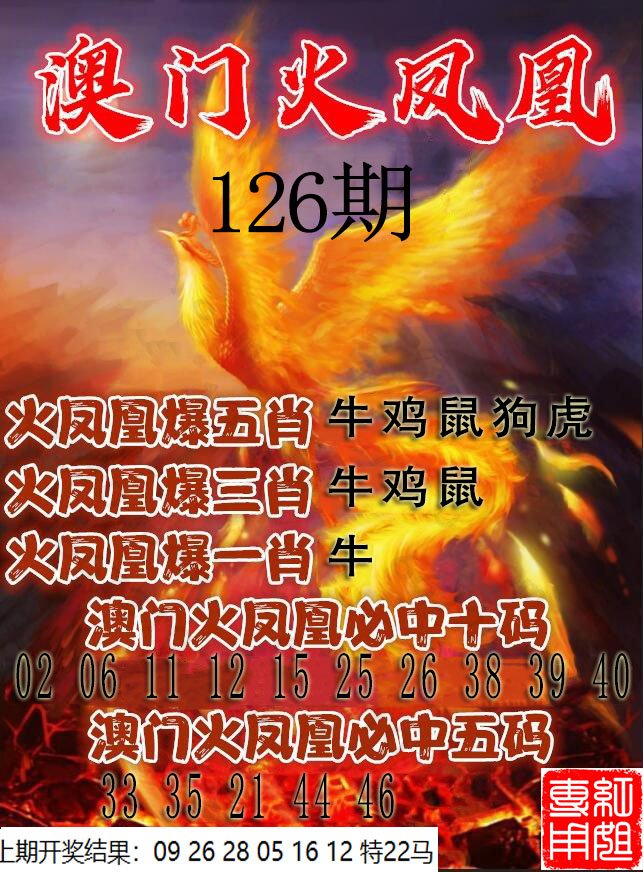 澳门火凤凰
126期
火凤凰爆五肖 牛鸡鼠狗虎
火凤凰爆三肖 牛鸡鼠
火凤凰爆一肖 牛
澳门火凤凰必中十码
02 06 11 12 15 25 26 38 39 40
澳门火凤凰必中五码
33 35 21 44 46
上期开奖结果：09 26 28 05 16 12 特22马
红姐专用